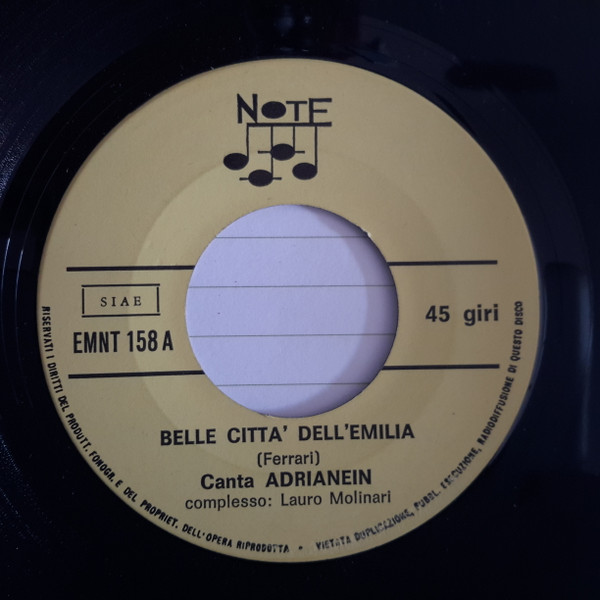 NOTE
SIAE
EMNT 158 A
45 giri
BELLE CITTA' DELL'EMILIA
(Ferrari)
Canta ADRIANEIN
complesso: Lauro Molinari
RISERVATI I DIRITTI DEL PRODUTT. FONOGR. E DEL PROPRIET. DELL'OPERA RIPRODOTTA • VIETATA DUPLICAZIONE, PUBBL. ESECUZIONE, RADIODIFFUSIONE DI QUESTO DISCO